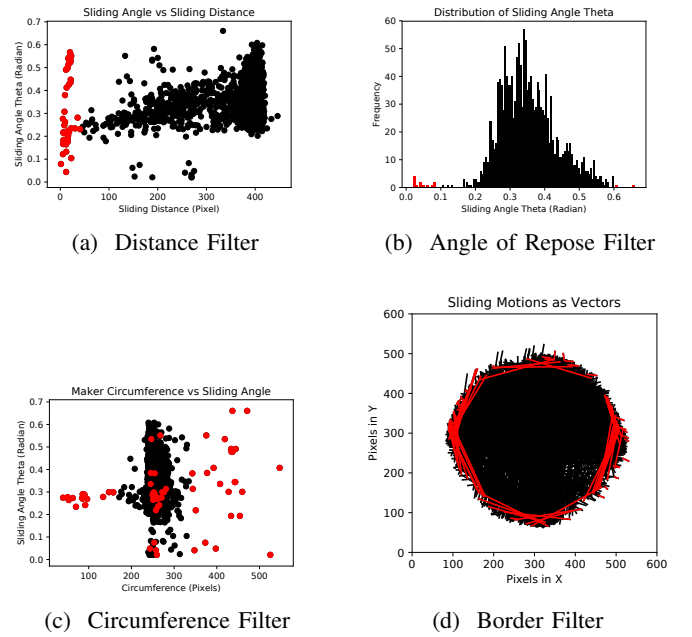 Sliding Angle vs Sliding Distance
0.7
0.6
0.5
0.4
0.3
0.2
0.1
0.0
Sliding Angle Theta (Radian)
0 100 200 300 400
Sliding Distance (Pixel)
(a) Distance Filter
Distribution of Sliding Angle Theta
60
50
40
30
20
10
0
Frequency
0.0 0.1 0.2 0.3 0.4 0.5 0.6
Sliding Angle Theta (Radian)
(b) Angle of Repose Filter
Maker Circumference vs Sliding Angle
0.7
0.6
0.5
0.4
0.3
0.2
0.1
0.0
Sliding Angle Theta (Radian)
100 200 300 400 500
Circumference (Pixels)
(c) Circumference Filter
Sliding Motions as Vectors
600
500
400
300
200
100
0
Pixels in Y
0 100 200 300 400 500 600
Pixels in X
(d) Border Filter